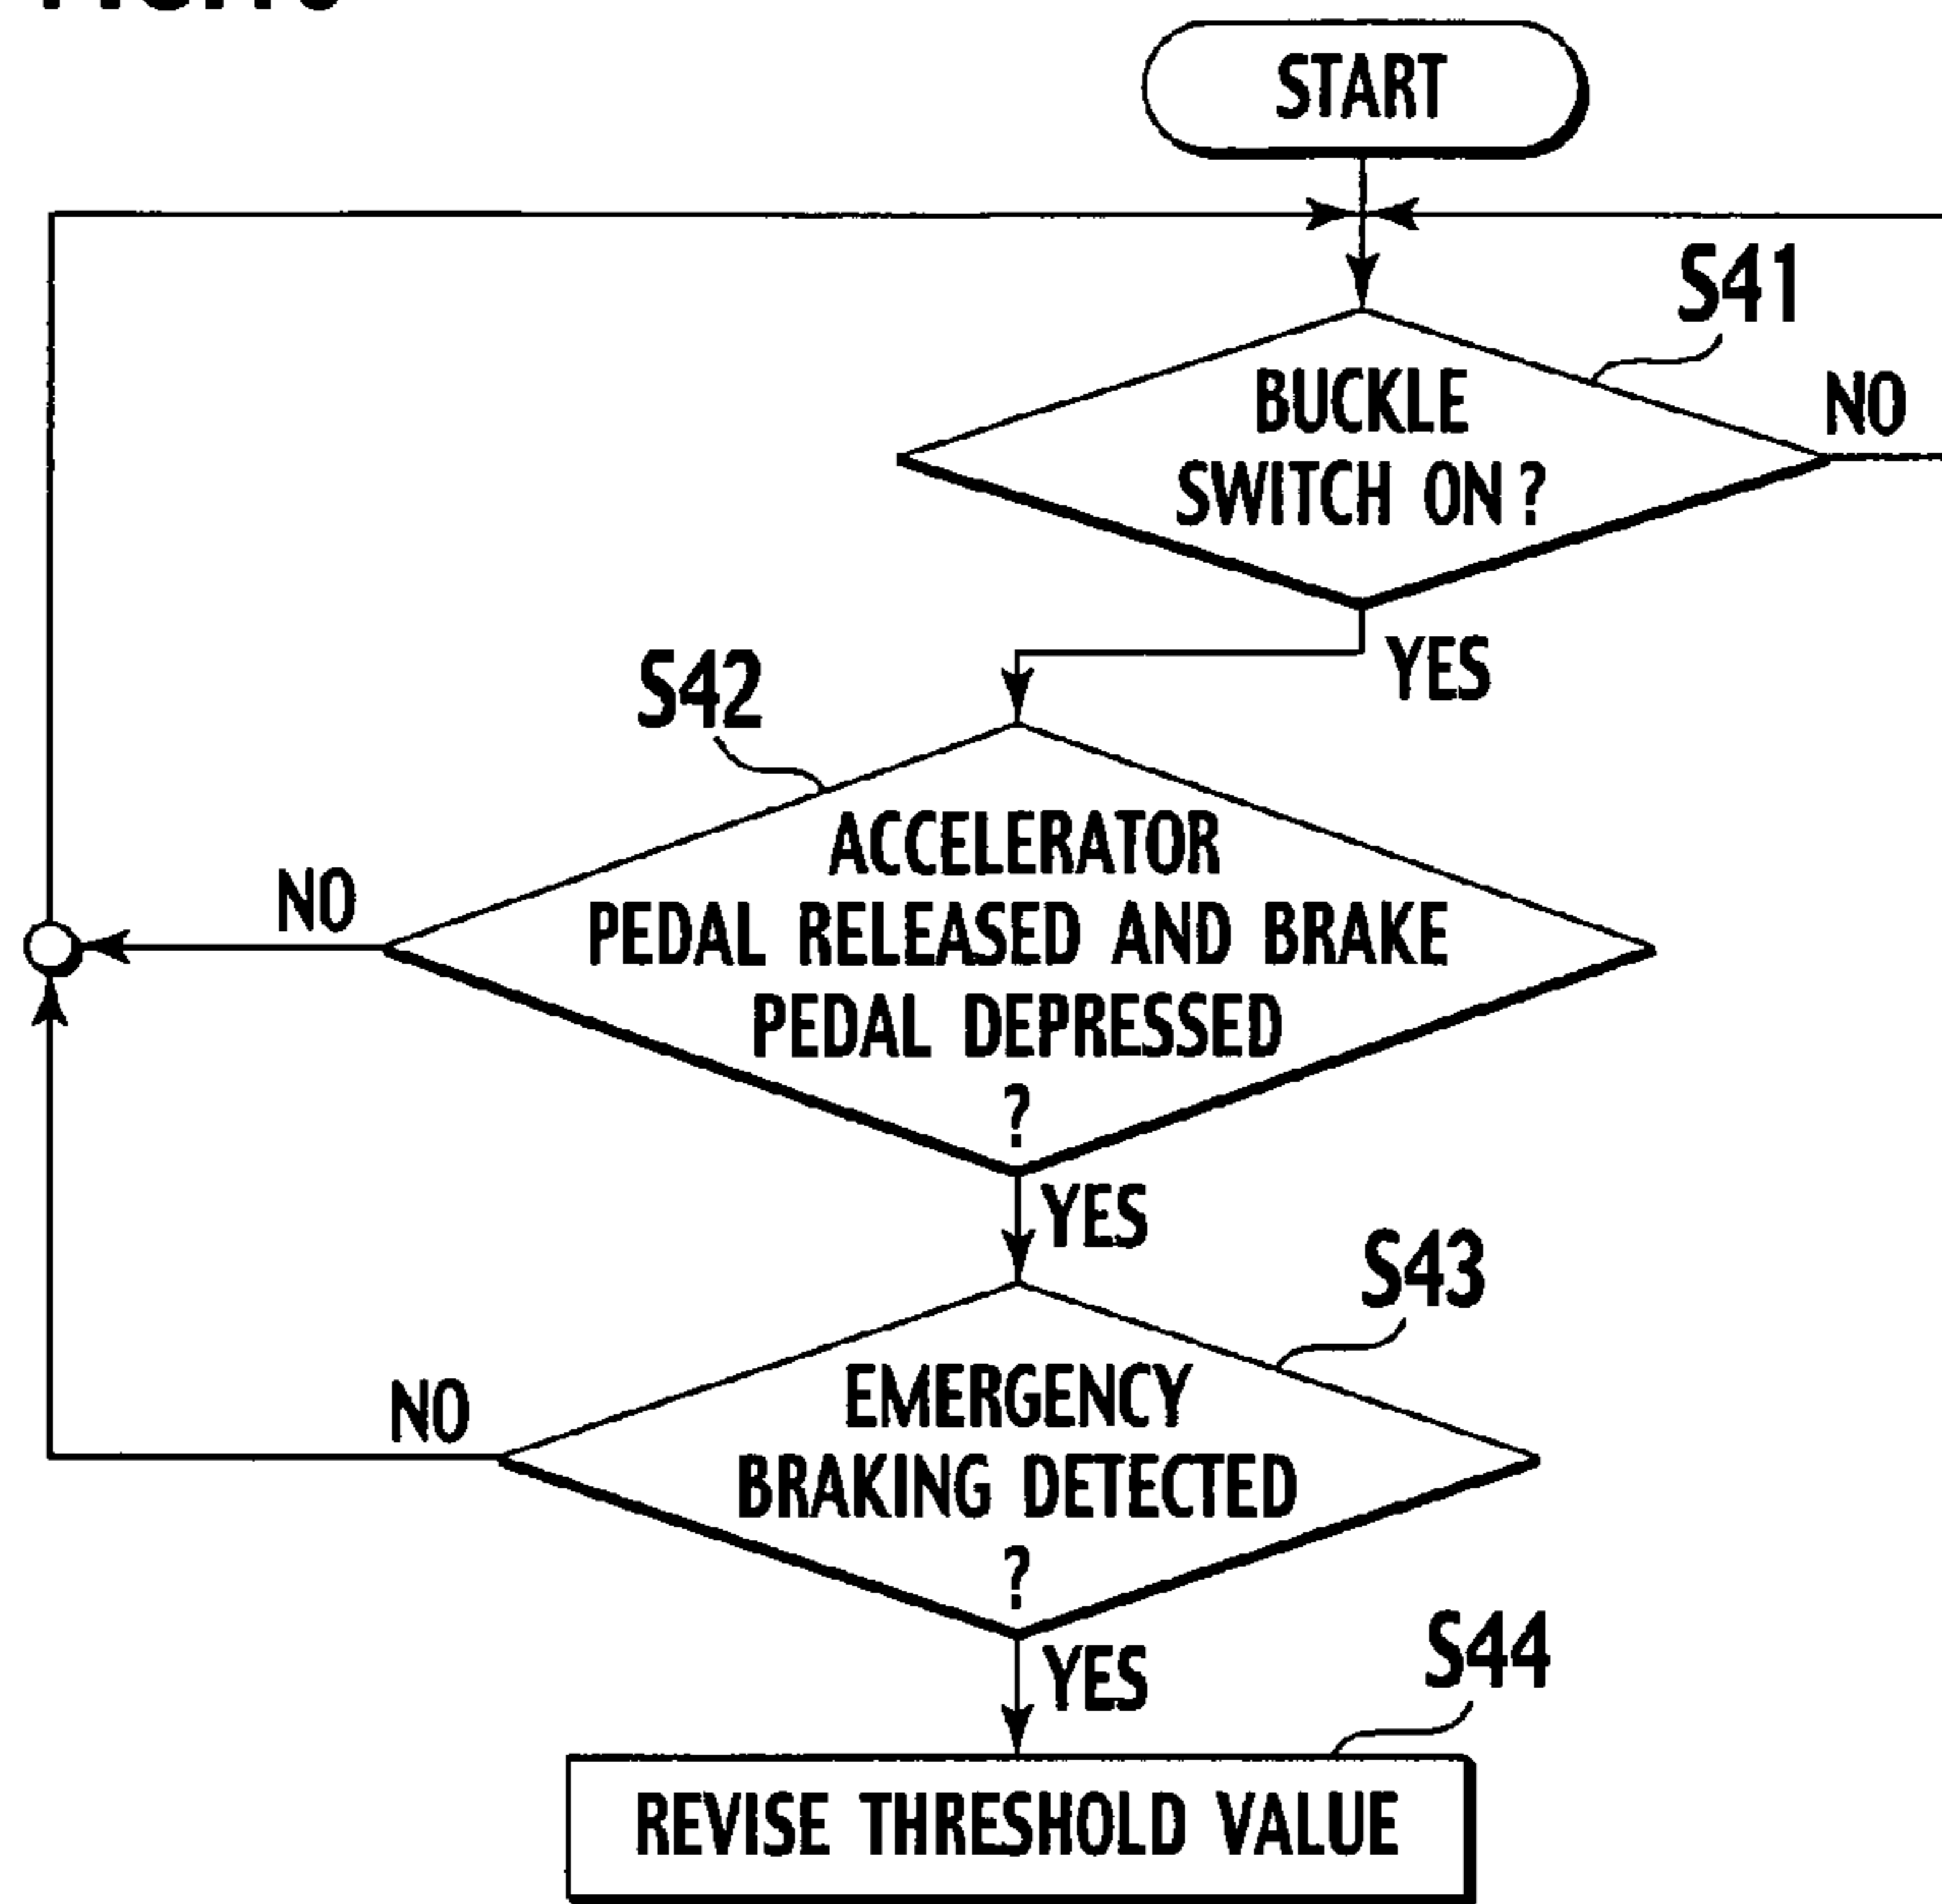 START
S41
BUCKLE
SWITCH ON?
NO
YES
S42
ACCELERATOR
PEDAL RELEASED AND BRAKE
PEDAL DEPRESSED
?
NO
YES
S43
EMERGENCY
BRAKING DETECTED
?
NO
YES
S44
REVISE THRESHOLD VALUE